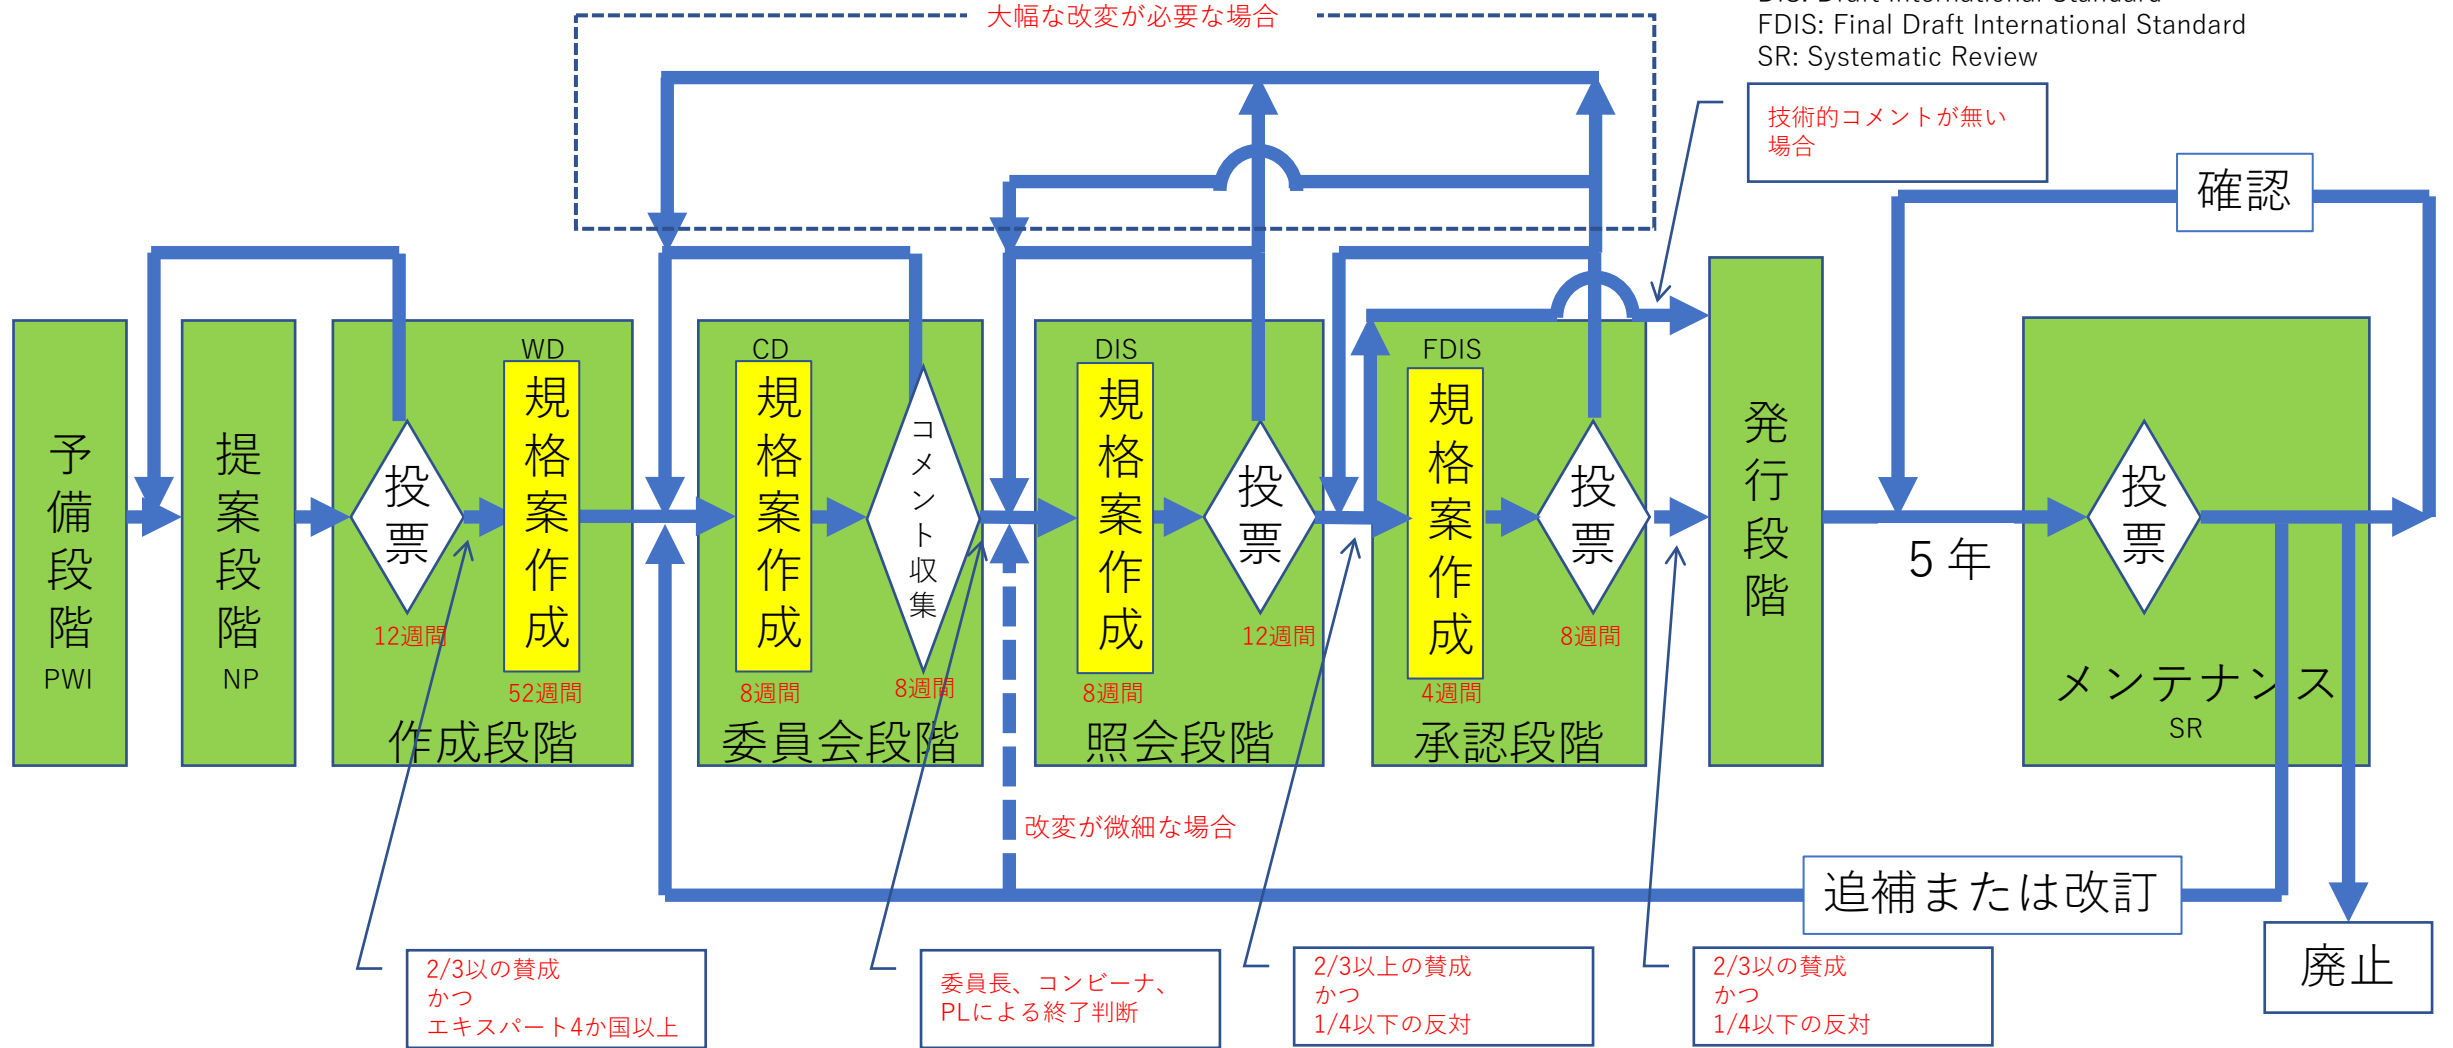 大幅な改変が必要な場合
DIS: Draft International Standard
FDIS: Final Draft International Standard
SR: Systematic Review
技術的コメントが無い
場合
確認
予備段階
PWI
提案段階
NP
投票
12週間
WD
規格案作成
52週間
作成段階
CD
規格案作成
8週間
コメント収集
8週間
委員会段階
DIS
規格案作成
8週間
投票
12週間
照会段階
FDIS
規格案作成
4週間
投票
8週間
承認段階
発行段階
5年
投票
メンテナンス
SR
改変が微細な場合
追補または改訂
廃止
2/3以の賛成
かつ
エキスパート4か国以上
委員長、コンビーナ、
PLによる終了判断
2/3以上の賛成
かつ
1/4以下の反対
2/3以の賛成
かつ
1/4以下の反対